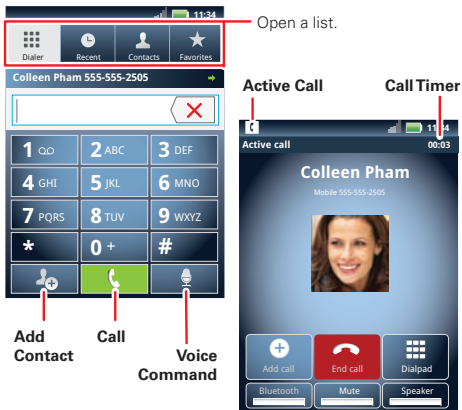 11:34
Open a list.
Dialer Recent Contacts Favorites
Colleen Pham 555-555-2505
1 2 ABC 3 DEF
4 GHI 5 JKL 6 MNO
7 PQRS 8 TUV 9 WXYZ
* 0 + #
Add Contact
Call
Voice Command
Active Call
Call Timer
Active call 00:03
Colleen Pham
Mobile 555-555-2505
Add call End call Dialpad
Bluetooth Mute Speaker